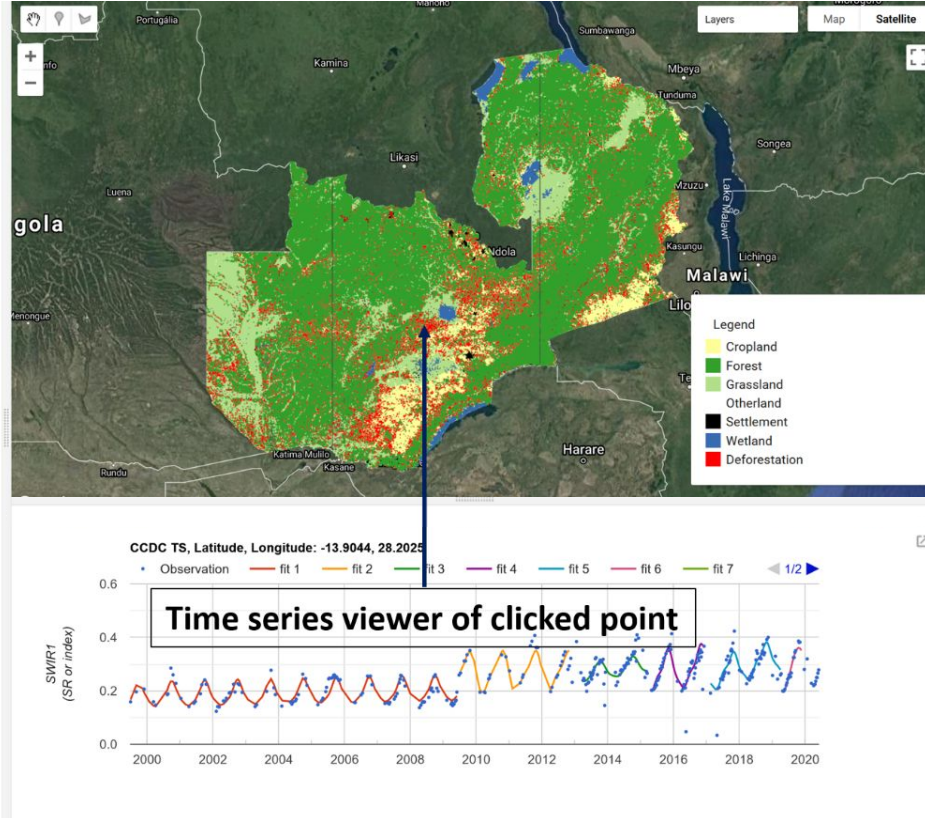 Portugália
Manono
Morogoro
Layers
Map
Satellite
+
−
nfo
Kamina
Sumbawanga
Mbeya
Tunduma
Likasi
Songea
Luena
Mzuzu
Lake Malawi
gola
Ndola
Kasungu
Lichinga
Malawi
Menongue
Lilo
Te
Legend
Cropland
Forest
Grassland
Otherland
Settlement
Wetland
Deforestation
Harare
Katima Mulilo
Kasane
Rundu
CCDC TS, Latitude, Longitude: -13.9044, 28.2025
Observation fit 1 fit 2 fit 3 fit 4 fit 5 fit 6 fit 7 1/2
Time series viewer of clicked point
SWIR1
(SR or index)
0.6
0.4
0.2
0.0
2000 2002 2004 2006 2008 2010 2012 2014 2016 2018 2020